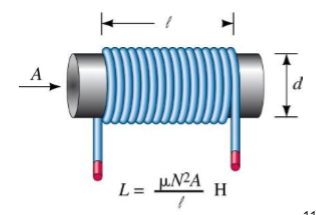 ℓ
A
d
L = μN²A / ℓ H
11